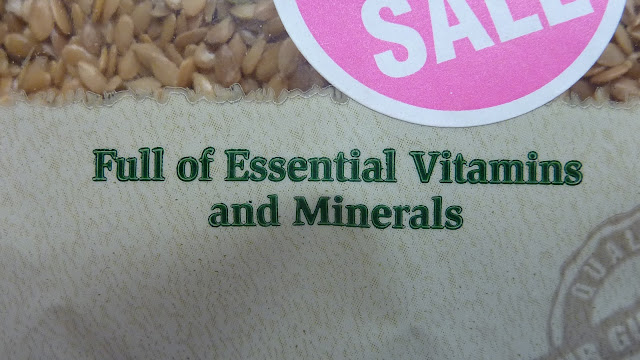 SALE
Full of Essential Vitamins
and Minerals